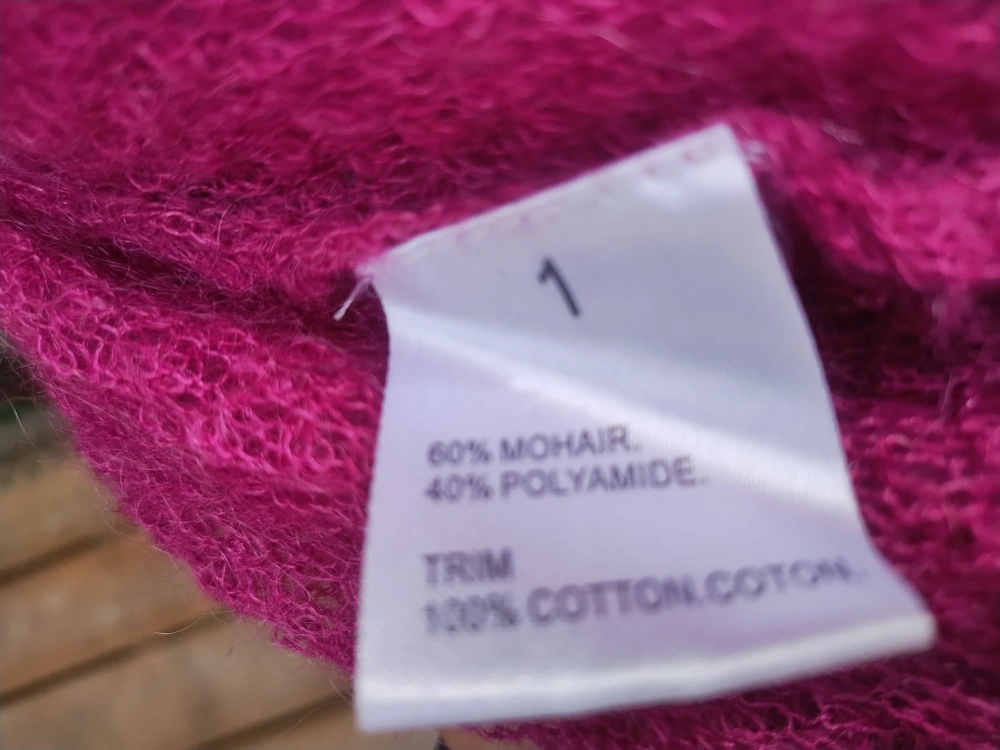 1
60% MOHAIR.
40% POLYAMIDE.
TRIM
100% COTTON.COTON.